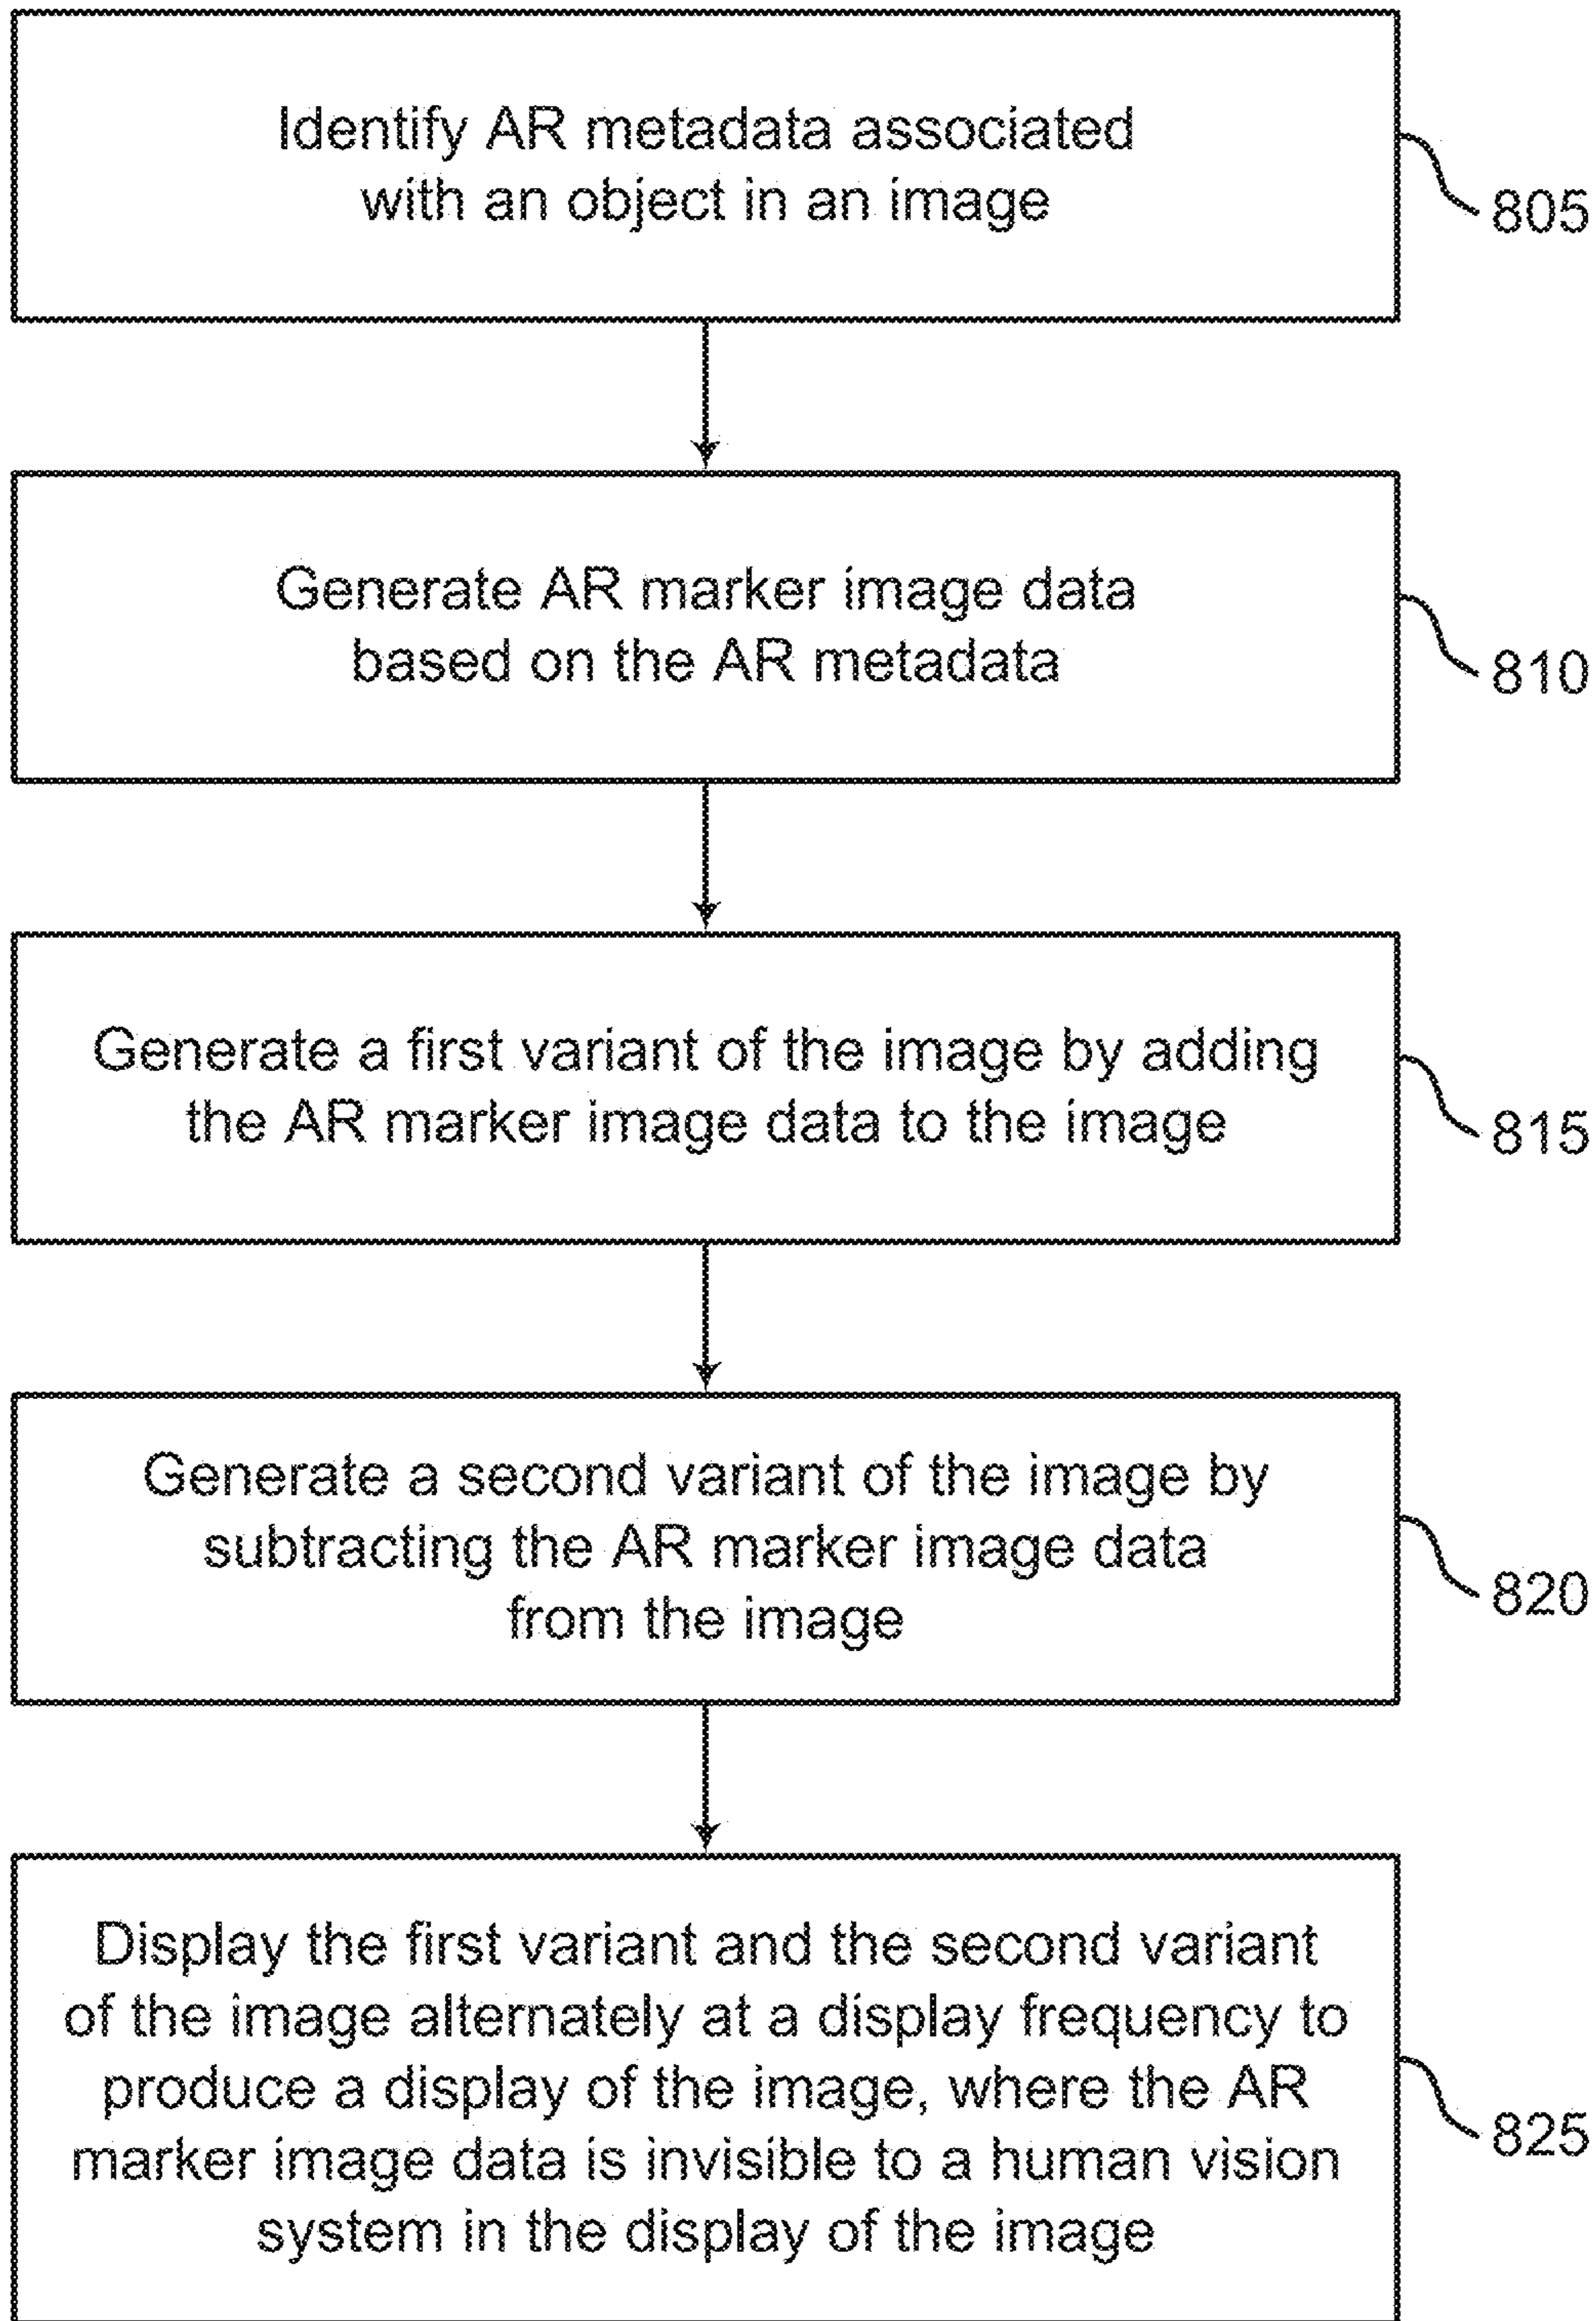 Identify AR metadata associated
with an object in an image
805
Generate AR marker image data
based on the AR metadata
810
Generate a first variant of the image by adding
the AR marker image data to the image
815
Generate a second variant of the image by
subtracting the AR marker image data
from the image
820
Display the first variant and the second variant
of the image alternately at a display frequency to
produce a display of the image, where the AR
marker image data is invisible to a human vision
system in the display of the image
825